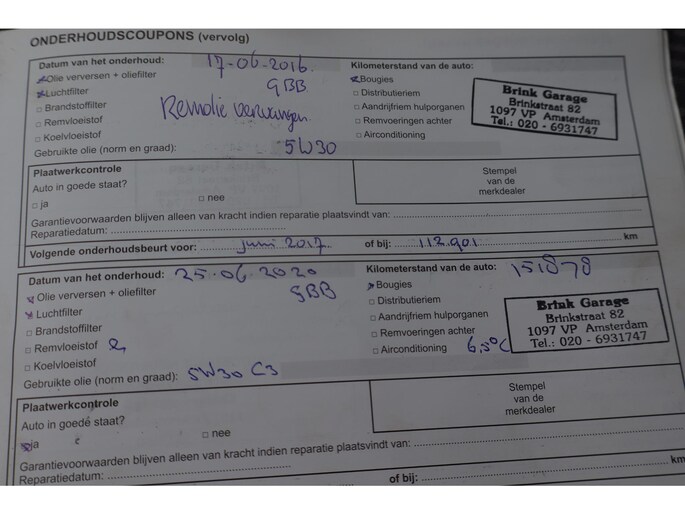 ONDERHOUDSCOUPONS (vervolg)
Datum van het onderhoud: 17-06-2016.
Kilometerstand van de auto:
Olie verversen + oliefilter
GBB
Bougies
Luchtfilter
Distributieriem
Brandstoffilter
Remolie vervangen
Aandrijfriem hulporganen
Remvloeistof
Remvoeringen achter
Koelvloeistof
Airconditioning
Gebruikte olie (norm en graad): 5W30
Brink Garage
Brinkstraat 82
1097 VP Amsterdam
Tel.: 020 - 6931747
Plaatwerkcontrole
Auto in goede staat?
ja
nee
Stempel
van de
merkdealer
Garantievoorwaarden blijven alleen van kracht indien reparatie plaatsvindt van:
Reparatiedatum:
Volgende onderhoudsbeurt voor: juni 2017 of bij: 112.901 km
Datum van het onderhoud: 25.06.2020
Kilometerstand van de auto: 151878
Olie verversen + oliefilter
GBB
Bougies
Luchtfilter
Distributieriem
Brandstoffilter
Aandrijfriem hulporganen
Remvloeistof
Remvoeringen achter
Koelvloeistof
Airconditioning 6,5°C
Gebruikte olie (norm en graad): 5W30 C3
Brink Garage
Brinkstraat 82
1097 VP Amsterdam
Tel.: 020 - 6931747
Plaatwerkcontrole
Auto in goede staat?
ja
nee
Stempel
van de
merkdealer
Garantievoorwaarden blijven alleen van kracht indien reparatie plaatsvindt van:
Reparatiedatum:
of bij: km